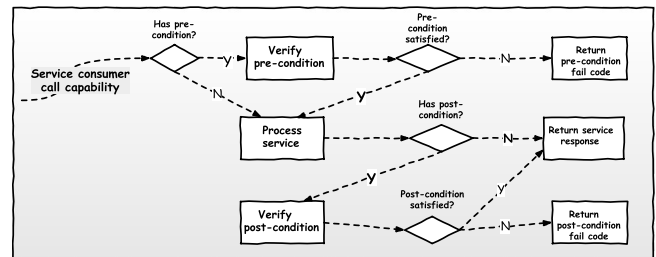 Has pre-
condition?
Pre-
condition
satisfied?
Service consumer
call capability
Y
Verify
pre-condition
N
Return
pre-condition
fail code
N
Y
Has post-
condition?
Process
service
N
Return service
response
Y
Post-condition
satisfied?
Y
Verify
post-condition
N
Return
post-condition
fail code